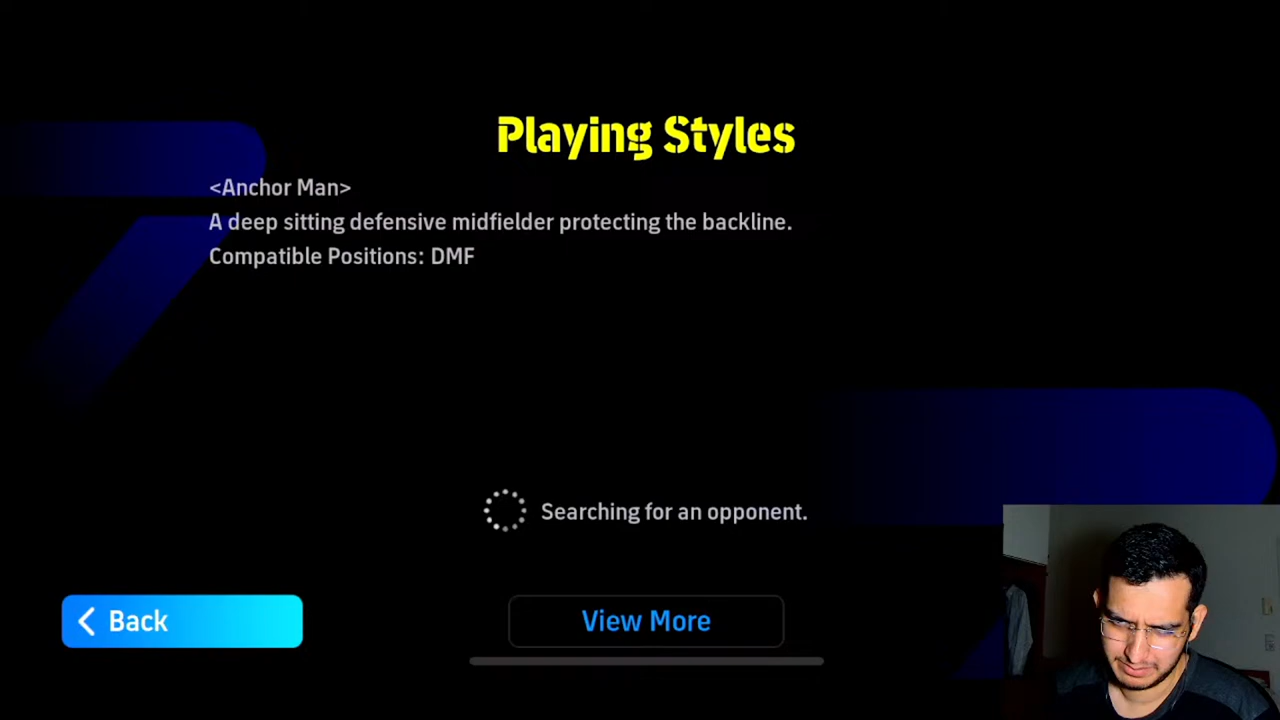 Playing Styles
<Anchor Man>
A deep sitting defensive midfielder protecting the backline.
Compatible Positions: DMF
Searching for an opponent.
Back
View More